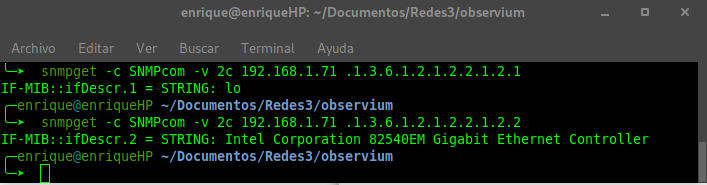 enrique@enriqueHP: ~/Documentos/Redes3/observium
Archivo Editar Ver Buscar Terminal Ayuda
╰─➤ snmpget -c SNMPcom -v 2c 192.168.1.71 .1.3.6.1.2.1.2.2.1.2.1
IF-MIB::ifDescr.1 = STRING: lo
╭─enrique@enriqueHP ~/Documentos/Redes3/observium
╰─➤ snmpget -c SNMPcom -v 2c 192.168.1.71 .1.3.6.1.2.1.2.2.1.2.2
IF-MIB::ifDescr.2 = STRING: Intel Corporation 82540EM Gigabit Ethernet Controller
╭─enrique@enriqueHP ~/Documentos/Redes3/observium
╰─➤